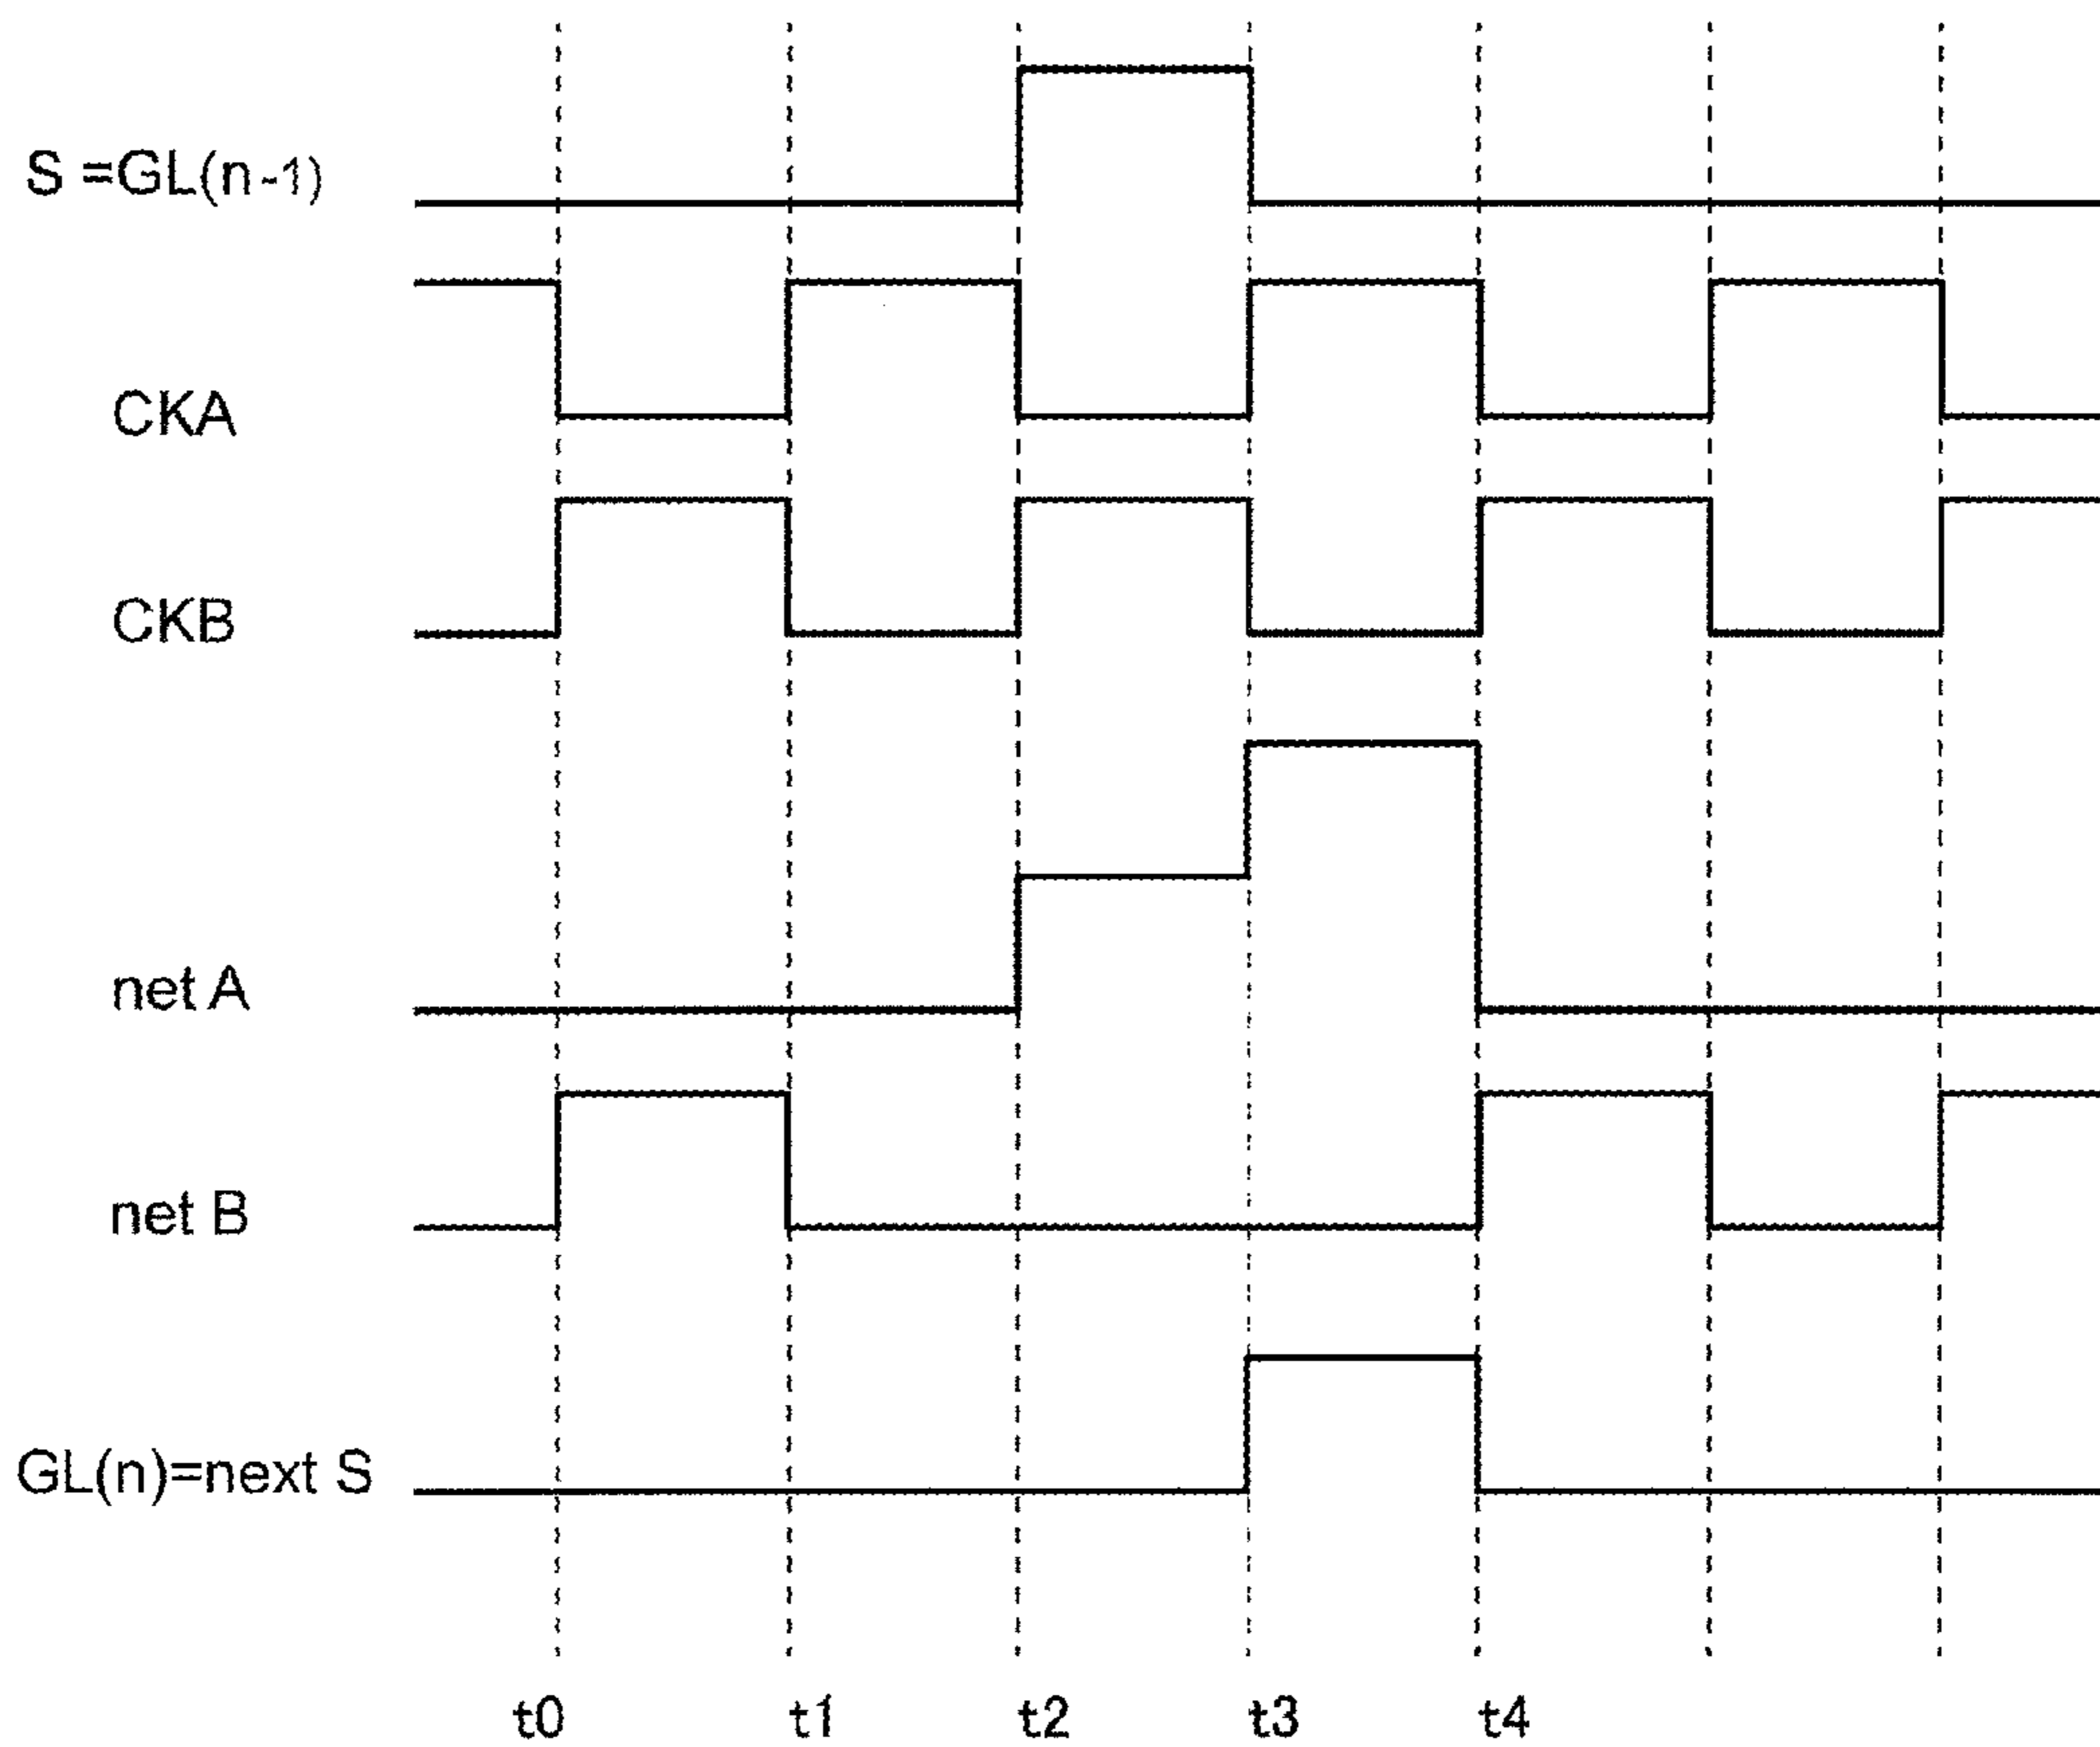 S =GL(n-1)
CKA
CKB
net A
net B
GL(n)=next S
t0 t1 t2 t3 t4